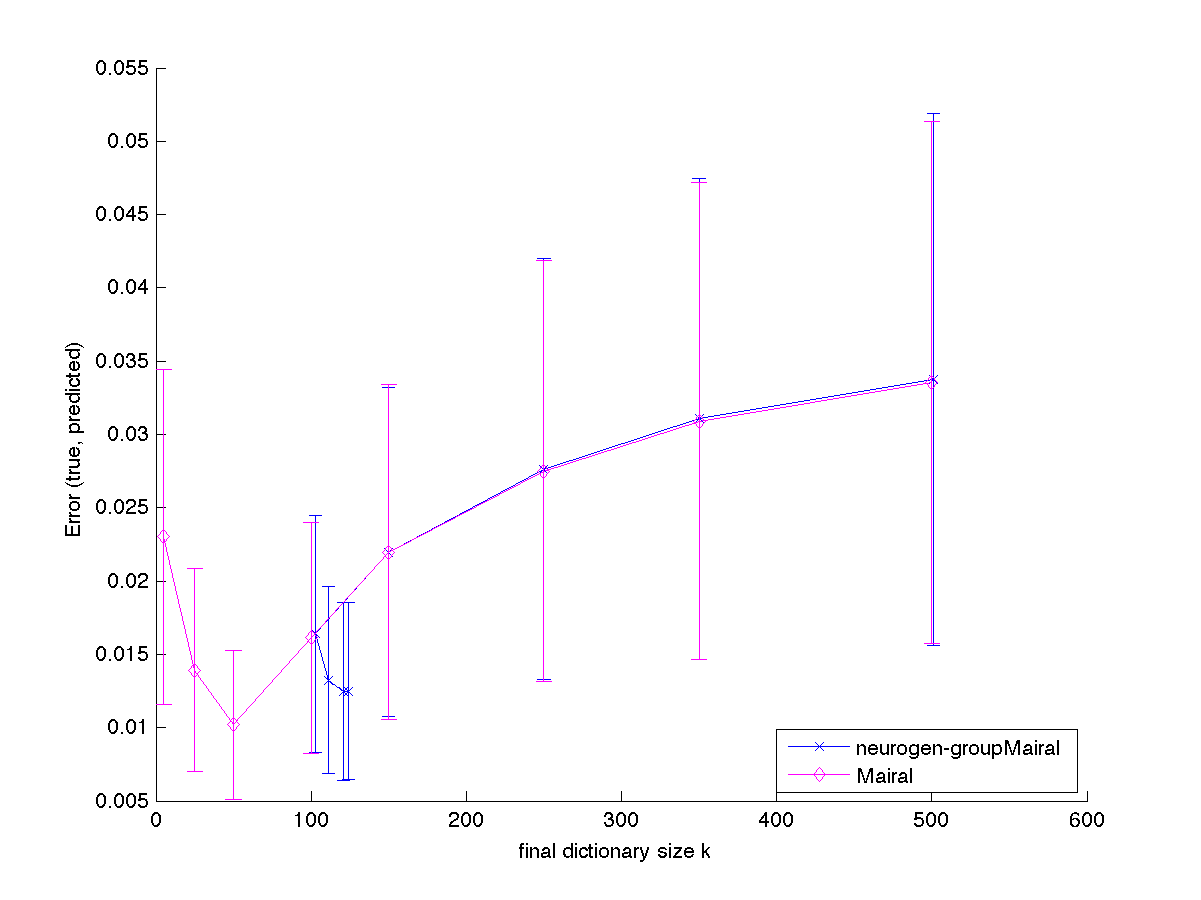 0.055
0.05
0.045
0.04
0.035
0.03
0.025
0.02
0.015
0.01
0.005
Error (true, predicted)
0 100 200 300 400 500 600
final dictionary size k
neurogen-groupMairal
Mairal